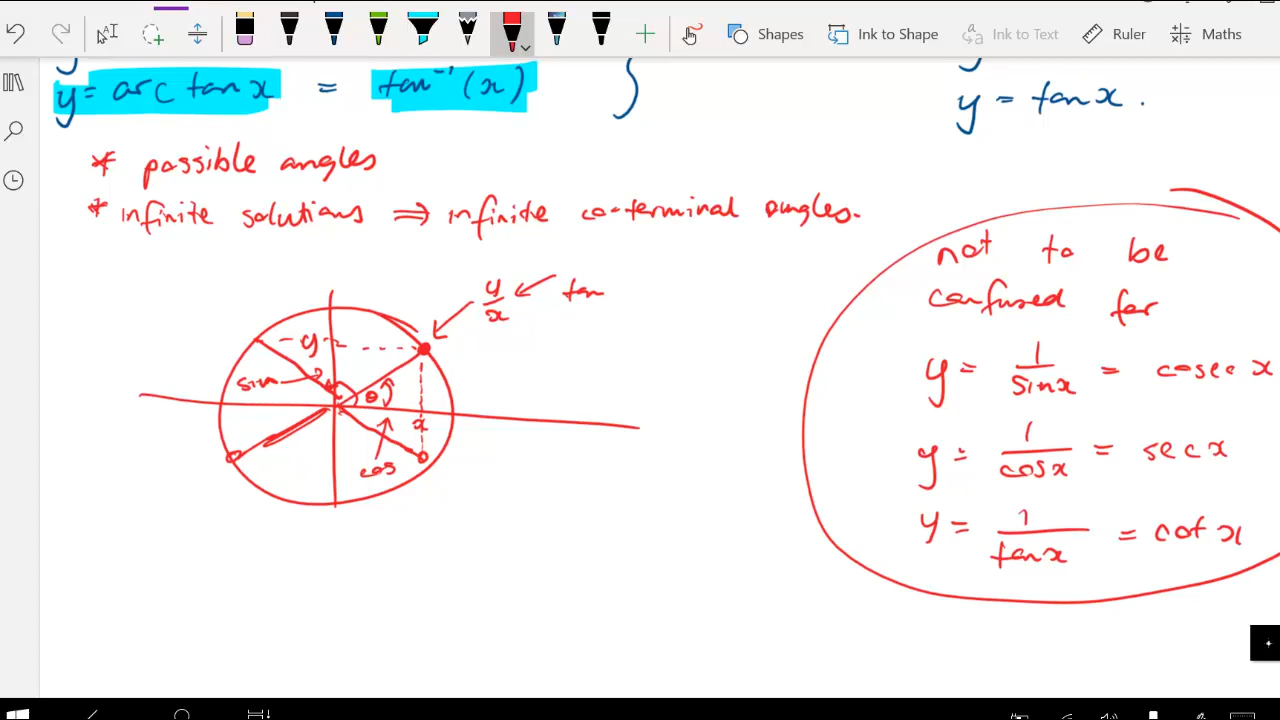 Shapes Ink to Shape Ink to Text Ruler Maths
y = arc tan x = tan⁻¹(x) }
y = tan x .
* possible angles
* infinite solutions ⇒ infinite co-terminal angles.
not to be
confused for
y/x ← tan
y
sin
θ
x
cos
y = 1/sinx = cosec x
y = 1/cosx = sec x
y = 1/tanx = cot x